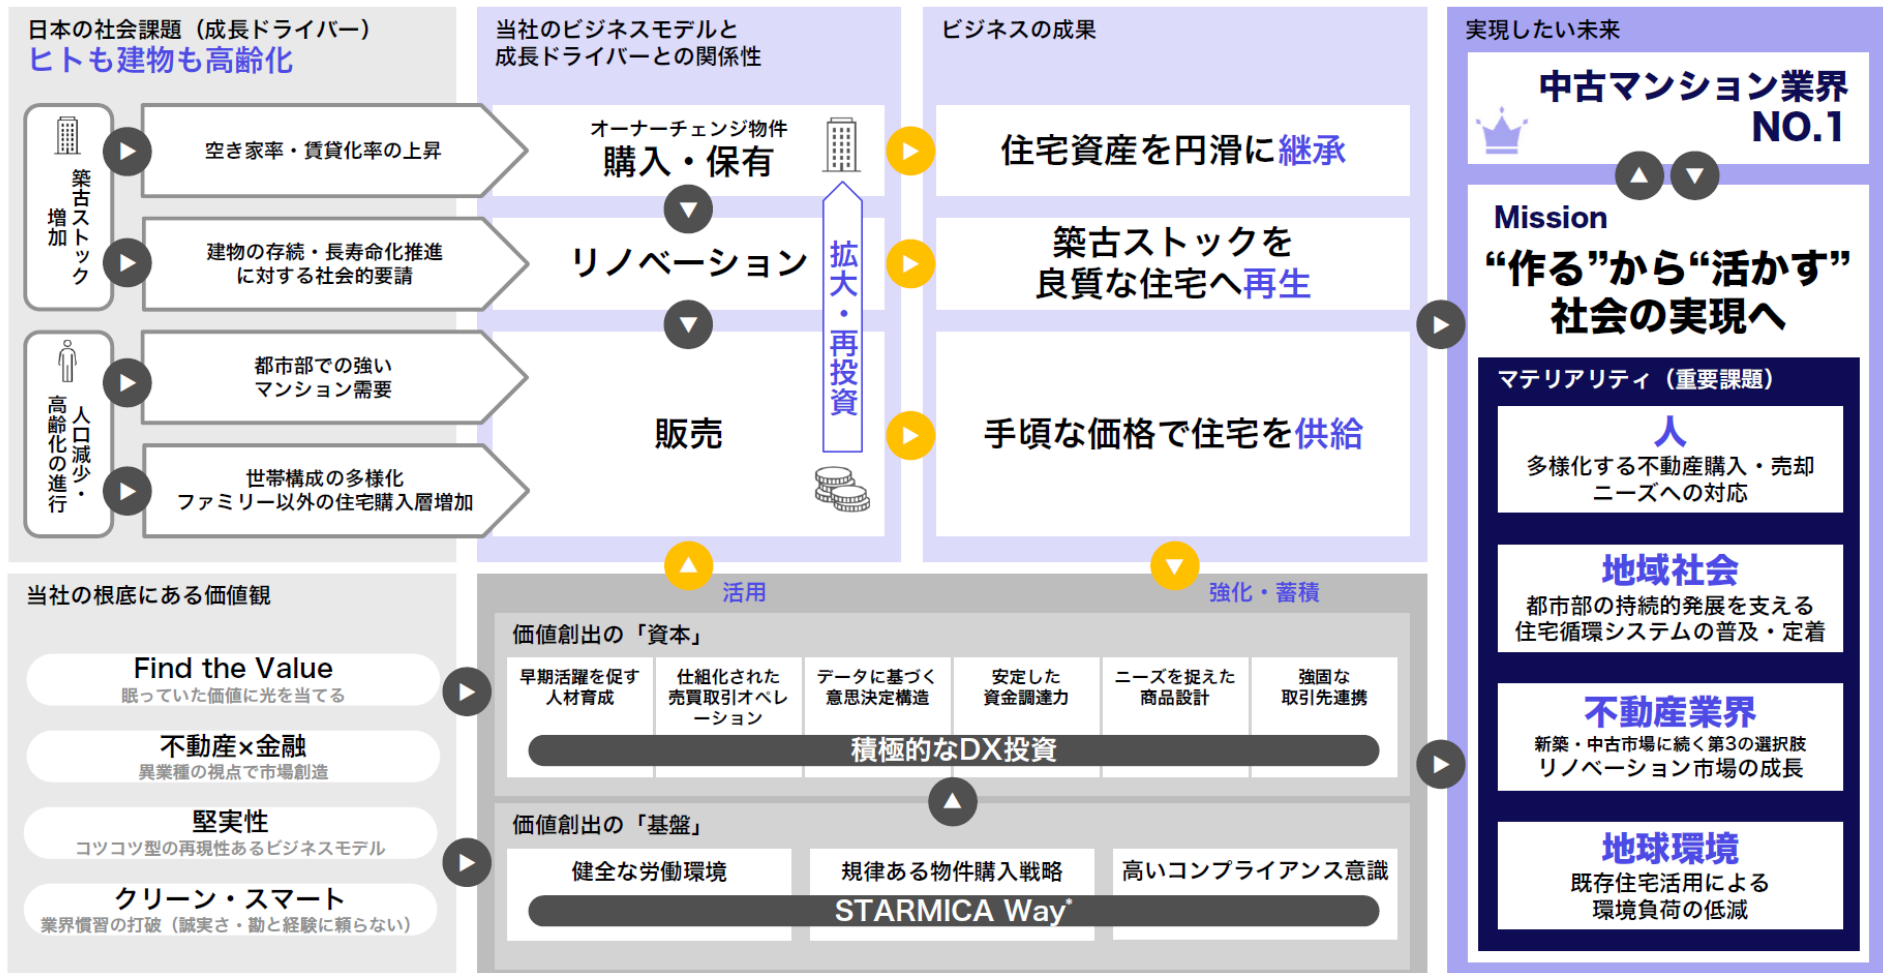 日本の社会課題（成長ドライバー）
ヒトも建物も高齢化
築古ストック
増加
空き家率・賃貸化率の上昇
建物の存続・長寿命化推進
に対する社会的要請
人口減少・
高齢化の進行
都市部での強い
マンション需要
世帯構成の多様化
ファミリー以外の住宅購入層増加
当社のビジネスモデルと
成長ドライバーとの関係性
オーナーチェンジ物件
購入・保有
リノベーション
販売
拡大・再投資
ビジネスの成果
住宅資産を円滑に継承
築古ストックを
良質な住宅へ再生
手頃な価格で住宅を供給
当社の根底にある価値観
Find the Value
眠っていた価値に光を当てる
不動産×金融
異業種の視点で市場創造
堅実性
コツコツ型の再現性あるビジネスモデル
クリーン・スマート
業界慣習の打破（誠実さ・勘と経験に頼らない）
活用
強化・蓄積
価値創出の「資本」
早期活躍を促す
人材育成
仕組化された
売買取引オペレ
ーション
データに基づく
意思決定構造
安定した
資金調達力
ニーズを捉えた
商品設計
強固な
取引先連携
積極的なDX投資
価値創出の「基盤」
健全な労働環境
規律ある物件購入戦略
高いコンプライアンス意識
STARMICA Way*
実現したい未来
中古マンション業界
NO.1
Mission
“作る”から“活かす”
社会の実現へ
マテリアリティ（重要課題）
人
多様化する不動産購入・売却
ニーズへの対応
地域社会
都市部の持続的発展を支える
住宅循環システムの普及・定着
不動産業界
新築・中古市場に続く第3の選択肢
リノベーション市場の成長
地球環境
既存住宅活用による
環境負荷の低減